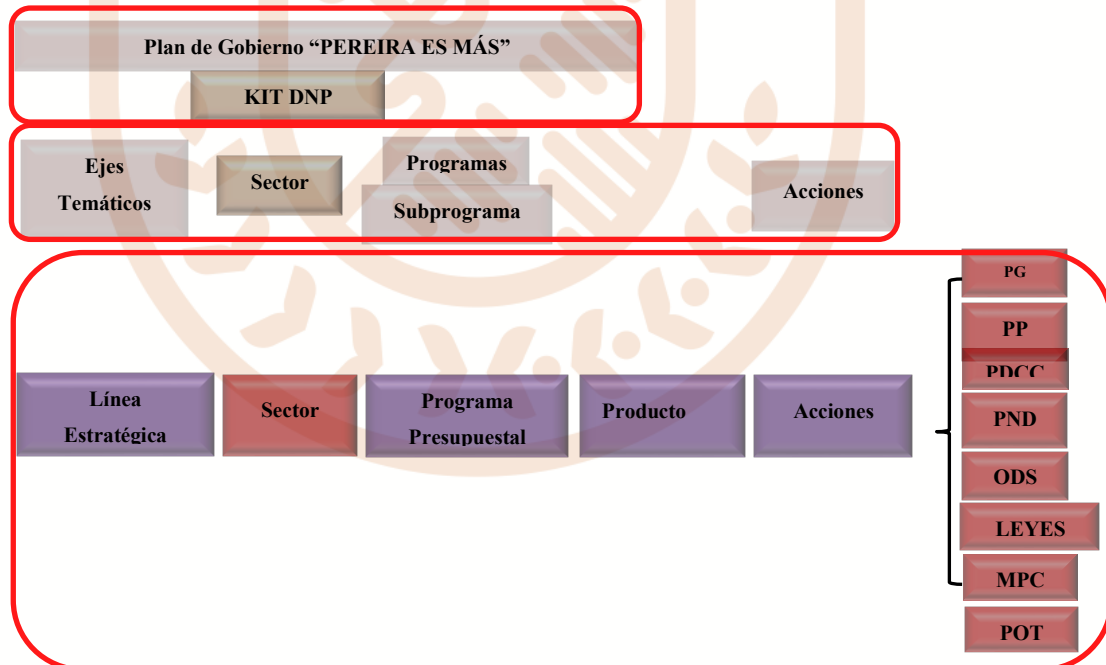 Plan de Gobierno “PEREIRA ES MÁS”
KIT DNP
Ejes
Temáticos
Sector
Programas
Subprograma
Acciones
Línea
Estratégica
Sector
Programa
Presupuestal
Producto
Acciones
PG
PP
PDCC
PND
ODS
LEYES
MPC
POT